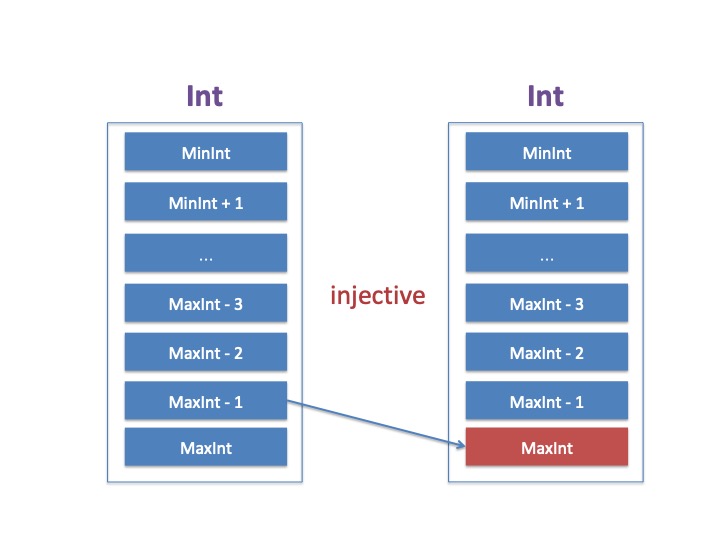 Int
MinInt
MinInt + 1
...
MaxInt - 3
MaxInt - 2
MaxInt - 1
MaxInt
injective
Int
MinInt
MinInt + 1
...
MaxInt - 3
MaxInt - 2
MaxInt - 1
MaxInt